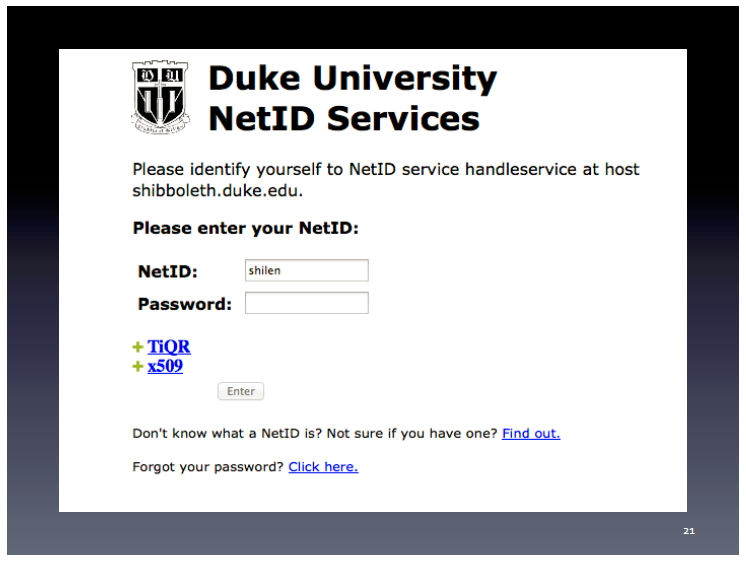 Duke University
NetID Services
Please identify yourself to NetID service handleservice at host
shibboleth.duke.edu.
Please enter your NetID:
NetID: shilen
Password:
+ TiQR
+ x509
Enter
Don't know what a NetID is? Not sure if you have one? Find out.
Forgot your password? Click here.
21